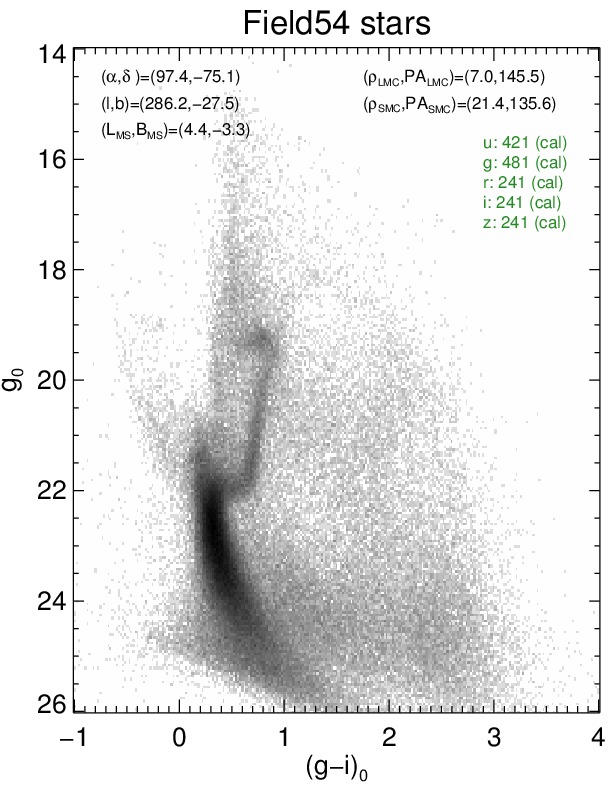 Field54 stars
(α,δ)=(97.4,−75.1)
(ρLMC,PALMC)=(7.0,145.5)
(l,b)=(286.2,−27.5)
(ρSMC,PASMC)=(21.4,135.6)
(LMS,BMS)=(4.4,−3.3)
u: 421 (cal)
g: 481 (cal)
r: 241 (cal)
i: 241 (cal)
z: 241 (cal)
14
16
18
20
22
24
26
g0
−1 0 1 2 3 4
(g−i)0